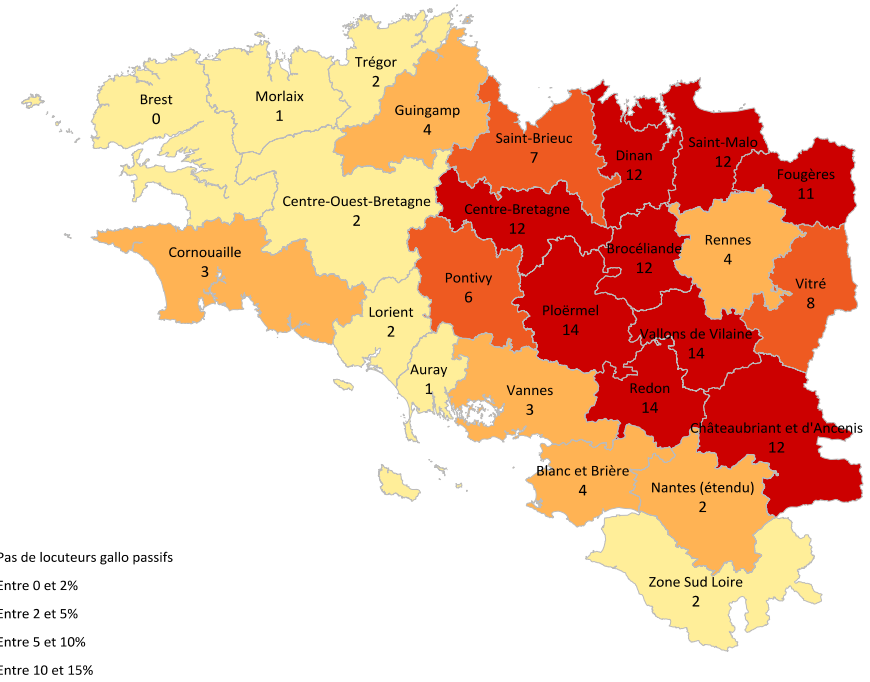 Trégor
2
Brest
0
Morlaix
1
Guingamp
4
Saint-Brieuc
7
Dinan
12
Saint-Malo
12
Fougères
11
Centre-Ouest-Bretagne
2
Centre-Bretagne
12
Cornouaille
3
Brocéliande
12
Rennes
4
Pontivy
6
Vitré
8
Lorient
2
Ploërmel
14
Vallons de Vilaine
14
Auray
1
Vannes
3
Redon
14
Châteaubriant et d'Ancenis
12
Blanc et Brière
4
Nantes (étendu)
2
Pas de locuteurs gallo passifs
Entre 0 et 2%
Zone Sud Loire
2
Entre 2 et 5%
Entre 5 et 10%
Entre 10 et 15%